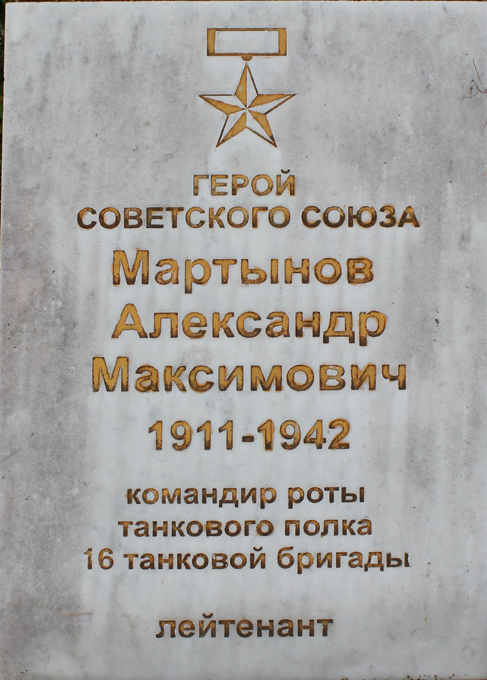 ГЕРОЙ
СОВЕТСКОГО СОЮЗА
Мартынов
Александр
Максимович
1911-1942
командир роты
танкового полка
16 танковой бригады
лейтенант